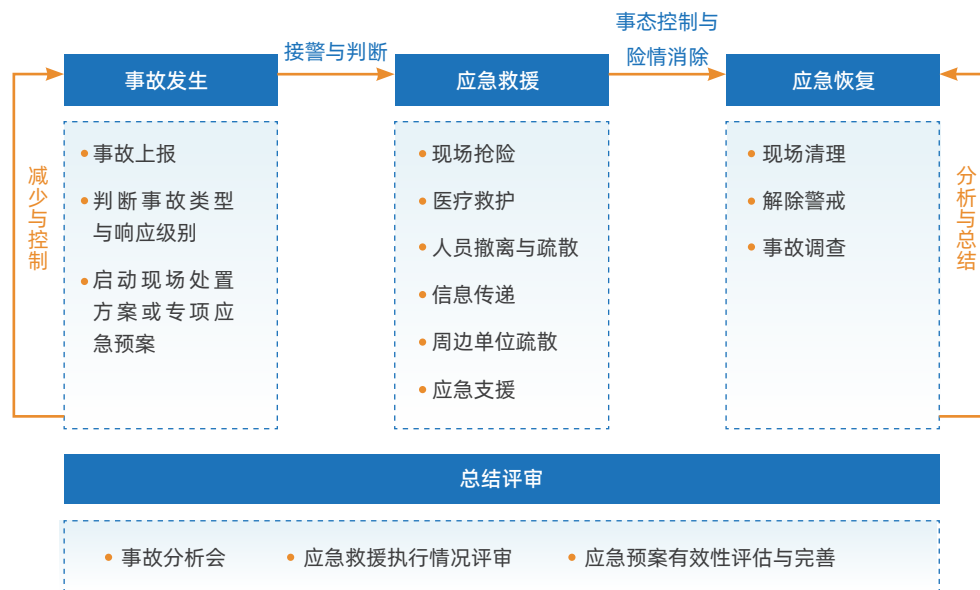 事态控制与
险情消除
接警与判断
事故发生
应急救援
应急恢复
减少与控制
事故上报
判断事故类型
与响应级别
启动现场处置
方案或专项应
急预案
现场抢险
医疗救护
人员撤离与疏散
信息传递
周边单位疏散
应急支援
现场清理
解除警戒
事故调查
分析与总结
总结评审
事故分析会
应急救援执行情况评审
应急预案有效性评估与完善